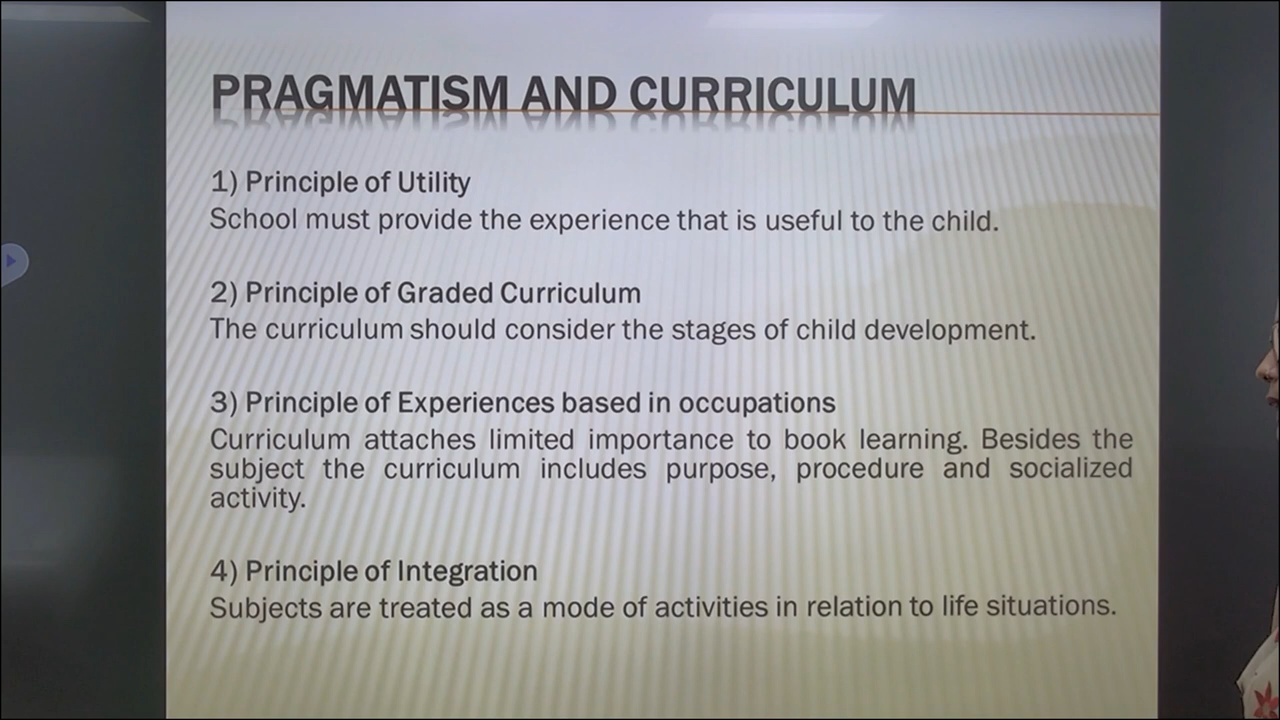 PRAGMATISM AND CURRICULUM
1) Principle of Utility
School must provide the experience that is useful to the child.
2) Principle of Graded Curriculum
The curriculum should consider the stages of child development.
3) Principle of Experiences based in occupations
Curriculum attaches limited importance to book learning. Besides the
subject the curriculum includes purpose, procedure and socialized
activity.
4) Principle of Integration
Subjects are treated as a mode of activities in relation to life situations.